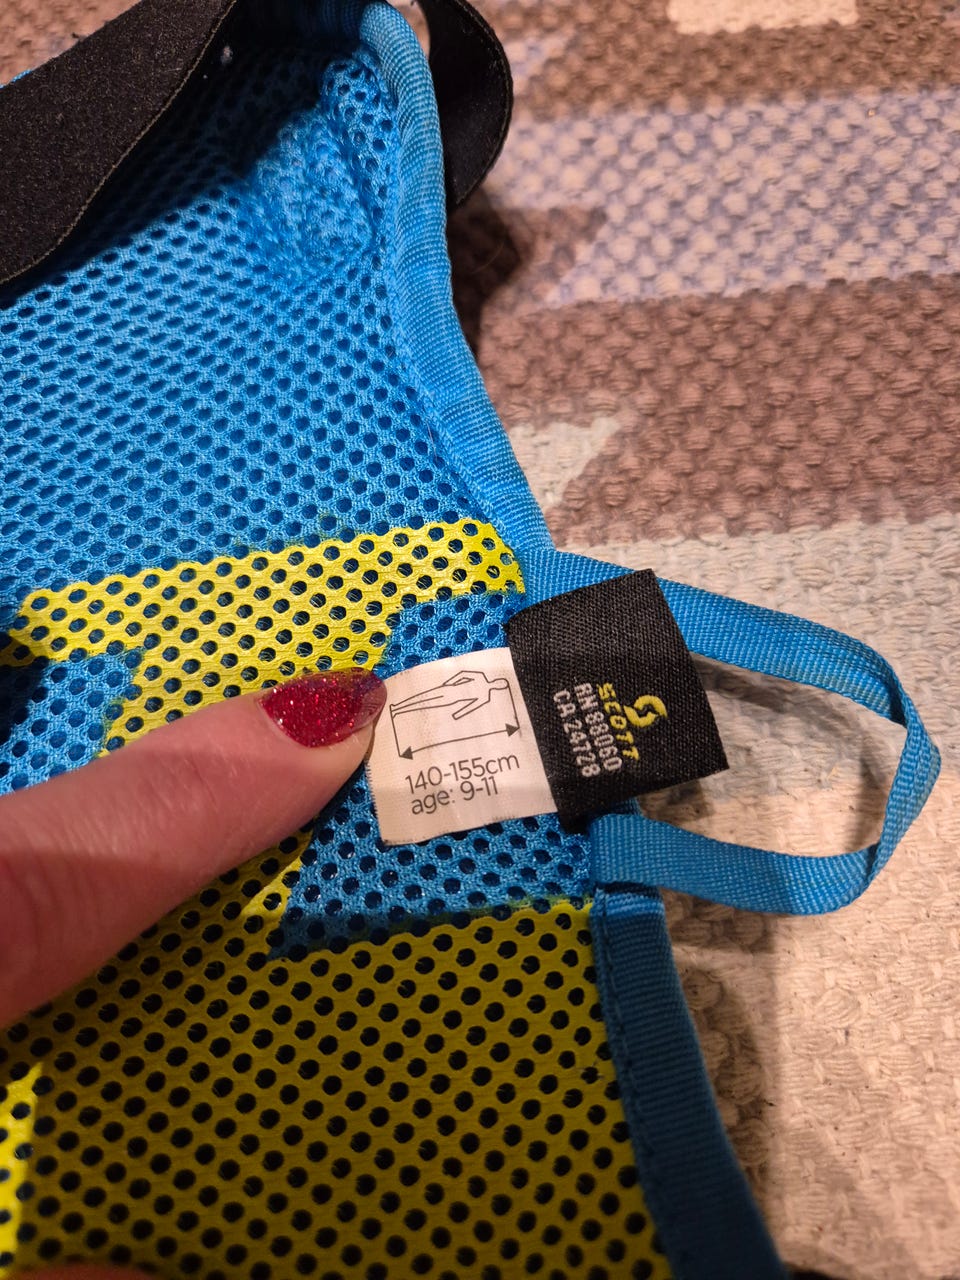 140-155cm
age: 9-11
SCOTT
RN 88060
CA 24728